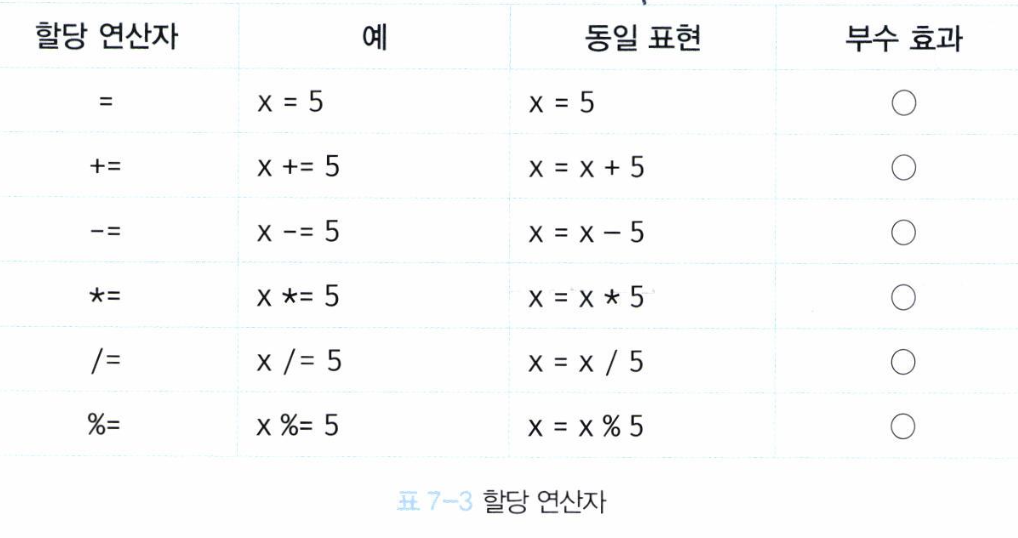 할당 연산자 예 동일 표현 부수 효과
= x = 5 x = 5 ○
+= x += 5 x = x + 5 ○
-= x -= 5 x = x – 5 ○
*= x *= 5 x = x * 5 ○
/= x /= 5 x = x / 5 ○
%= x %= 5 x = x % 5 ○
표 7-3 할당 연산자